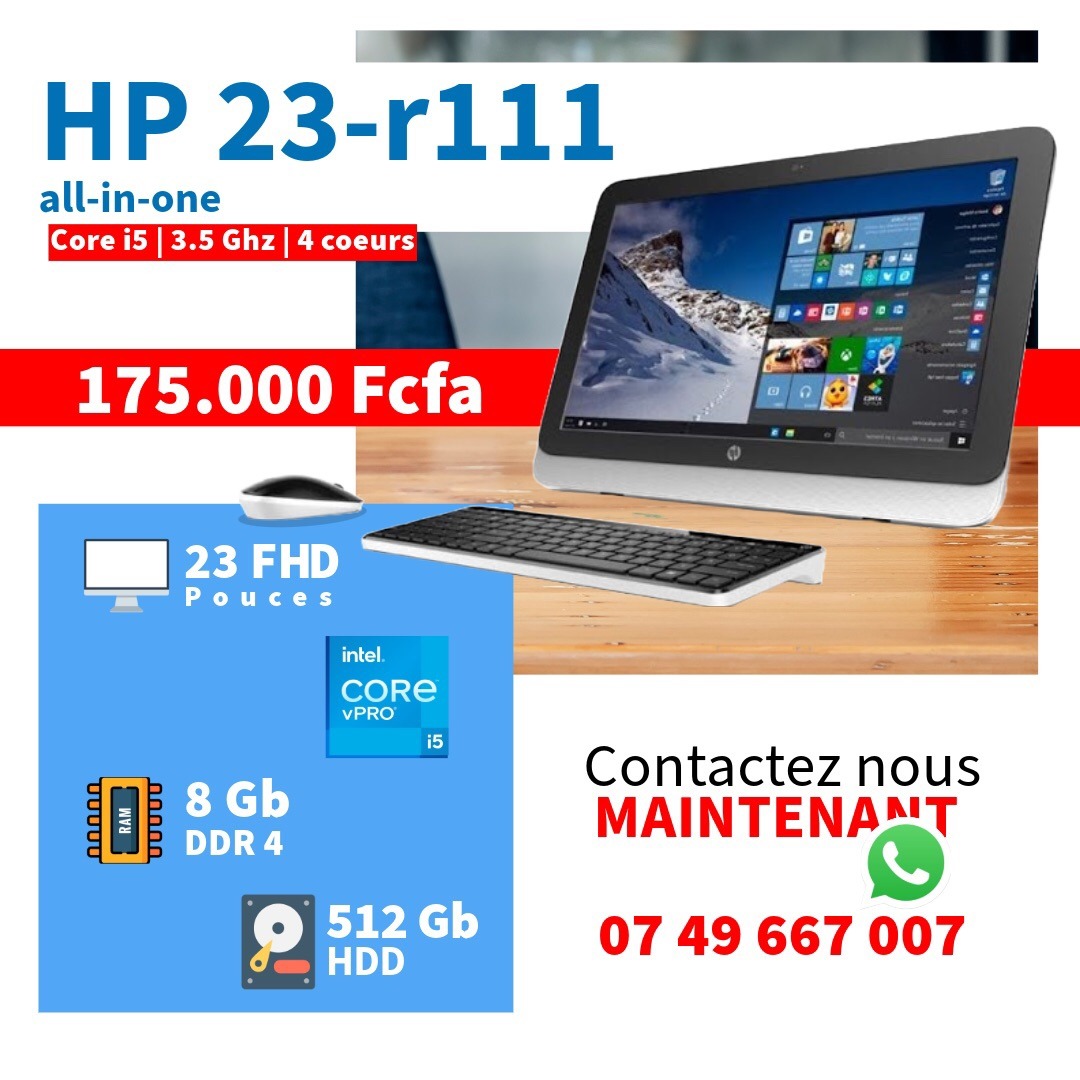 HP 23-r111
all-in-one
Core i5 | 3.5 Ghz | 4 coeurs
175.000 Fcfa
hp
23 FHD
Pouces
intel.
CORE
vPRO
i5
8 Gb
DDR 4
RAM
512 Gb
HDD
Contactez nous
MAINTENANT
07 49 667 007